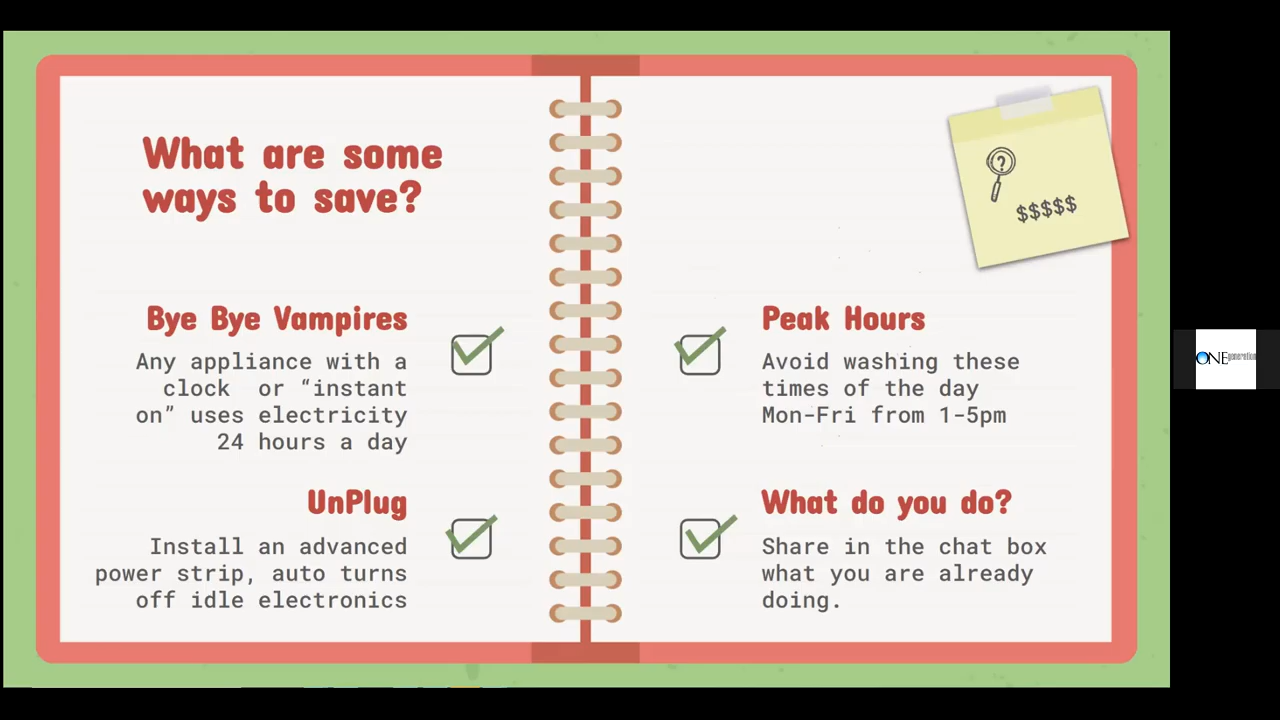 What are some
ways to save?
Bye Bye Vampires
Any appliance with a
clock or “instant
on” uses electricity
24 hours a day
UnPlug
Install an advanced
power strip, auto turns
off idle electronics
?
$$$$$
Peak Hours
Avoid washing these
times of the day
Mon-Fri from 1-5pm
What do you do?
Share in the chat box
what you are already
doing.
ONEgeneration